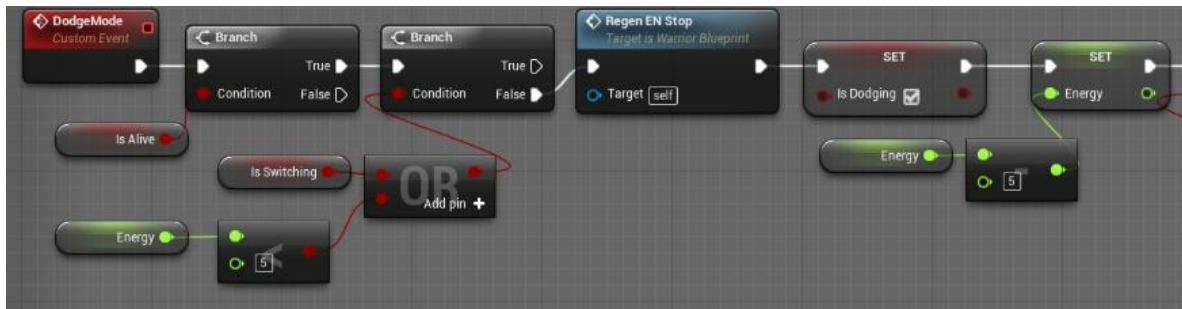 DodgeMode
Custom Event
Branch
True
Condition
False
Branch
True
Condition
False
Regen EN Stop
Target is Warrior Blueprint
Target
self
SET
Is Dodging
SET
Energy
Is Alive
Is Switching
OR
Add pin +
Energy
<
5
Energy
-
5